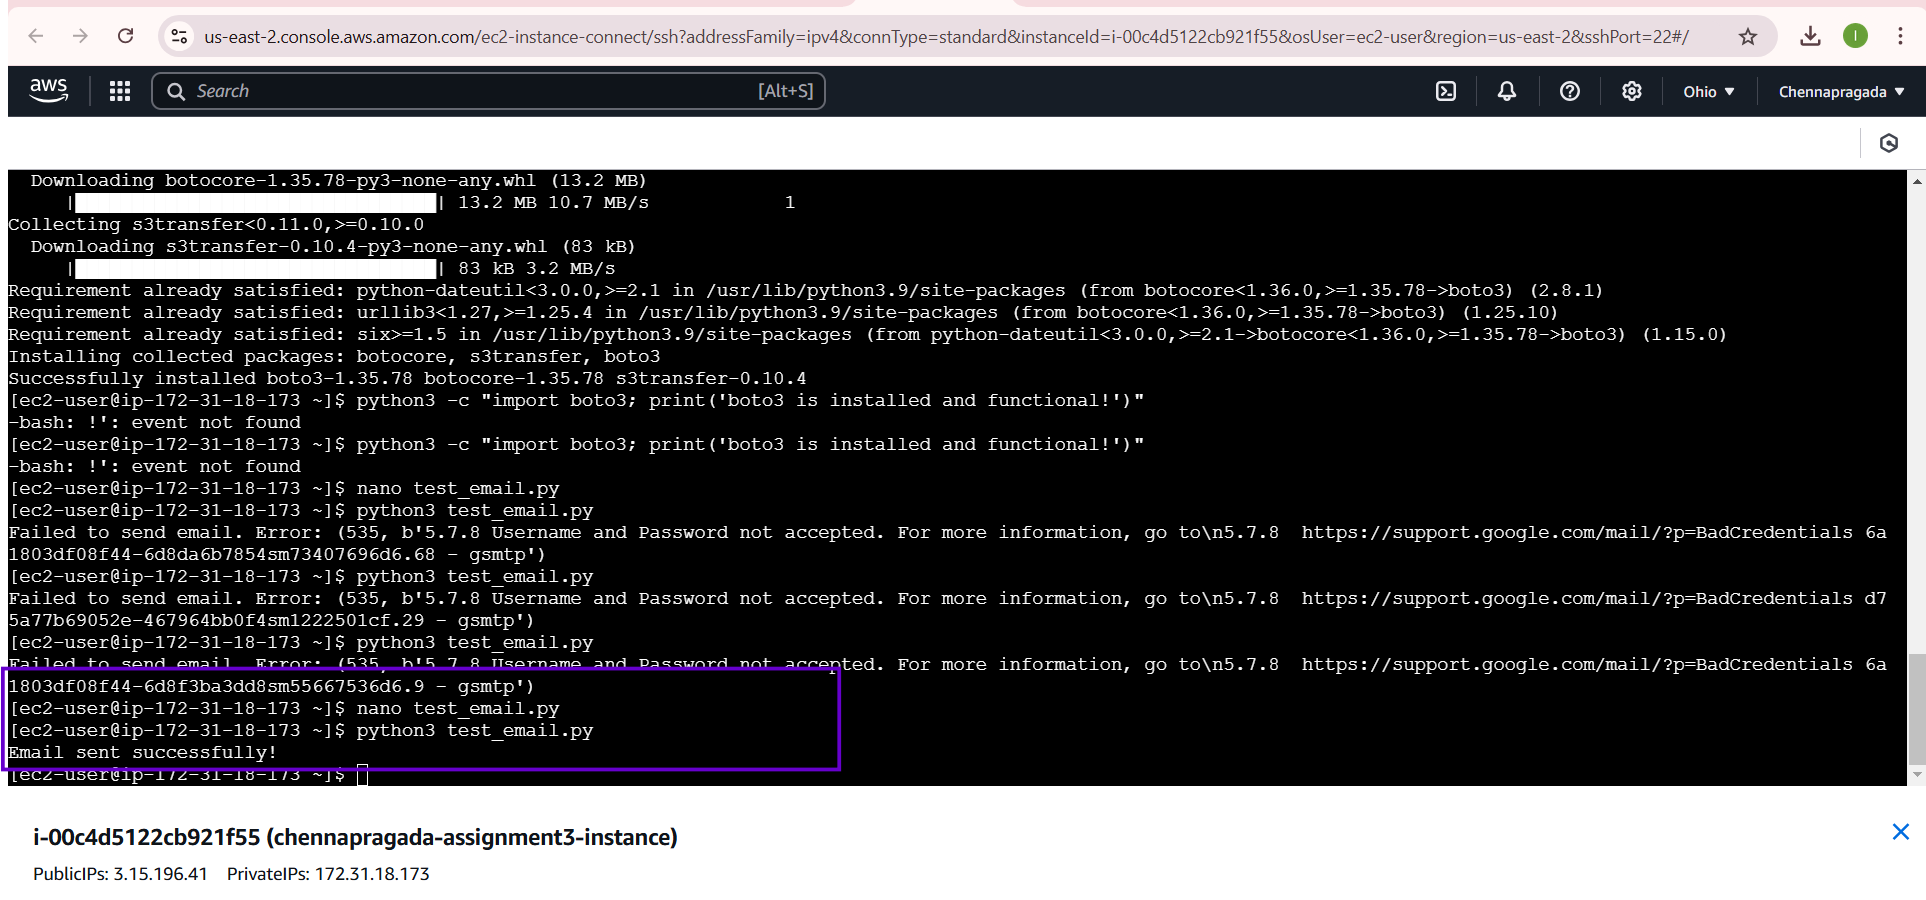 us-east-2.console.aws.amazon.com/ec2-instance-connect/ssh?addressFamily=ipv4&connType=standard&instanceId=i-00c4d5122cb921f55&osUser=ec2-user&region=us-east-2&sshPort=22#/
I
aws
Search
[Alt+S]
Ohio
Chennapragada
Downloading botocore-1.35.78-py3-none-any.whl (13.2 MB)
| | 13.2 MB 10.7 MB/s 1
Collecting s3transfer<0.11.0,>=0.10.0
Downloading s3transfer-0.10.4-py3-none-any.whl (83 kB)
| | 83 kB 3.2 MB/s
Requirement already satisfied: python-dateutil<3.0.0,>=2.1 in /usr/lib/python3.9/site-packages (from botocore<1.36.0,>=1.35.78->boto3) (2.8.1)
Requirement already satisfied: urllib3<1.27,>=1.25.4 in /usr/lib/python3.9/site-packages (from botocore<1.36.0,>=1.35.78->boto3) (1.25.10)
Requirement already satisfied: six>=1.5 in /usr/lib/python3.9/site-packages (from python-dateutil<3.0.0,>=2.1->botocore<1.36.0,>=1.35.78->boto3) (1.15.0)
Installing collected packages: botocore, s3transfer, boto3
Successfully installed boto3-1.35.78 botocore-1.35.78 s3transfer-0.10.4
[ec2-user@ip-172-31-18-173 ~]$ python3 -c "import boto3; print('boto3 is installed and functional!')"
-bash: !': event not found
[ec2-user@ip-172-31-18-173 ~]$ python3 -c "import boto3; print('boto3 is installed and functional!')"
-bash: !': event not found
[ec2-user@ip-172-31-18-173 ~]$ nano test_email.py
[ec2-user@ip-172-31-18-173 ~]$ python3 test_email.py
Failed to send email. Error: (535, b'5.7.8 Username and Password not accepted. For more information, go to\n5.7.8  https://support.google.com/mail/?p=BadCredentials 6a
1803df08f44-6d8da6b7854sm73407696d6.68 - gsmtp')
[ec2-user@ip-172-31-18-173 ~]$ python3 test_email.py
Failed to send email. Error: (535, b'5.7.8 Username and Password not accepted. For more information, go to\n5.7.8  https://support.google.com/mail/?p=BadCredentials d7
5a77b69052e-467964bb0f4sm1222501cf.29 - gsmtp')
[ec2-user@ip-172-31-18-173 ~]$ python3 test_email.py
Failed to send email. Error: (535, b'5.7.8 Username and Password not accepted. For more information, go to\n5.7.8  https://support.google.com/mail/?p=BadCredentials 6a
1803df08f44-6d8f3ba3dd8sm55667536d6.9 - gsmtp')
[ec2-user@ip-172-31-18-173 ~]$ nano test_email.py
[ec2-user@ip-172-31-18-173 ~]$ python3 test_email.py
Email sent successfully!
[ec2-user@ip-172-31-18-173 ~]$
i-00c4d5122cb921f55 (chennapragada-assignment3-instance)
PublicIPs: 3.15.196.41 PrivateIPs: 172.31.18.173